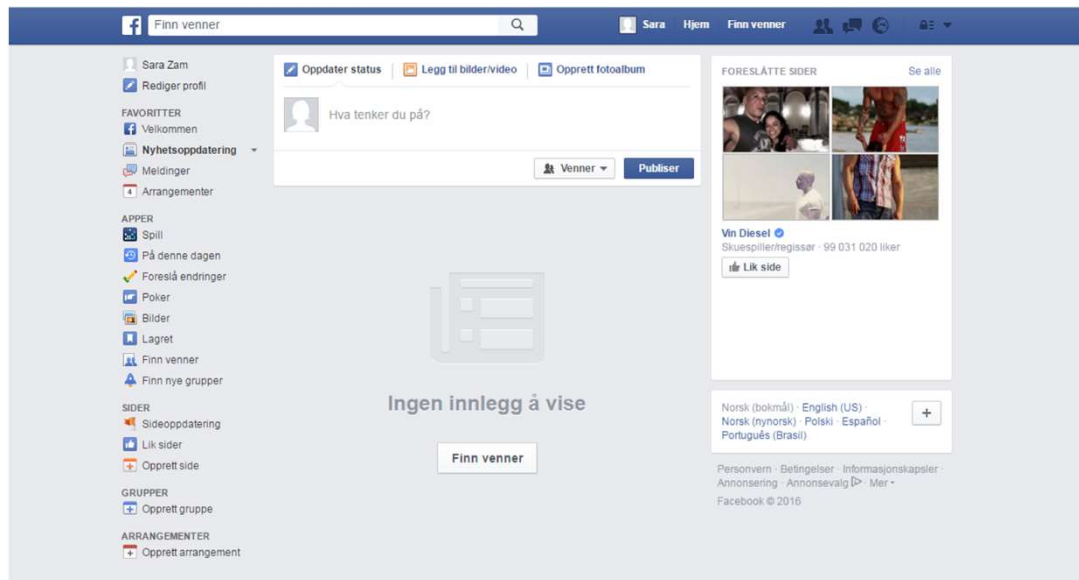 Finn venner
Sara Hjem Finn venner
Sara Zam
Rediger profil
FAVORITTER
Velkommen
Nyhetsoppdatering
Meldinger
4 Arrangementer
APPER
Spill
På denne dagen
Foreslå endringer
Poker
Bilder
Lagret
Finn venner
Finn nye grupper
SIDER
Sideoppdatering
Lik sider
Opprett side
GRUPPER
Opprett gruppe
ARRANGEMENTER
Opprett arrangement
Oppdater status Legg til bilder/video Opprett fotoalbum
Hva tenker du på?
Venner Publiser
Ingen innlegg å vise
Finn venner
FORESLÅTTE SIDER Se alle
Vin Diesel
Skuespiller/regissør · 99 031 020 liker
Lik side
Norsk (bokmål) · English (US) ·
Norsk (nynorsk) · Polski · Español ·
Português (Brasil)
Personvern · Betingelser · Informasjonskapsler ·
Annonsering · Annonsevalg · Mer
Facebook © 2016